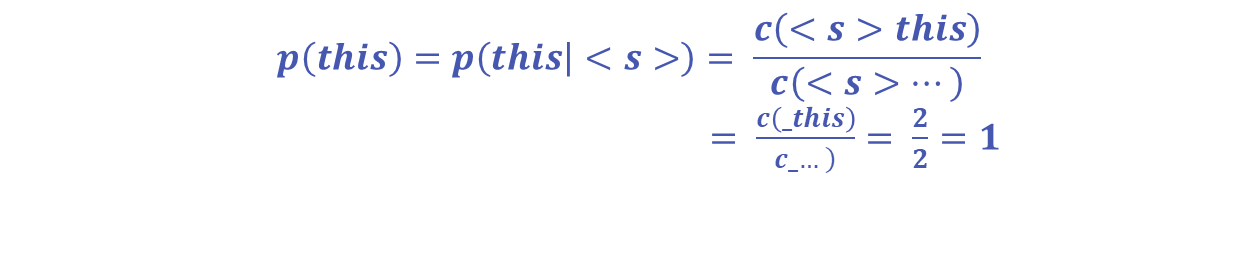 p(this) = p(this| < s >) = c(< s > this) / c(< s > ⋯ )
= c(_this) / c_... ) = 2 / 2 = 1